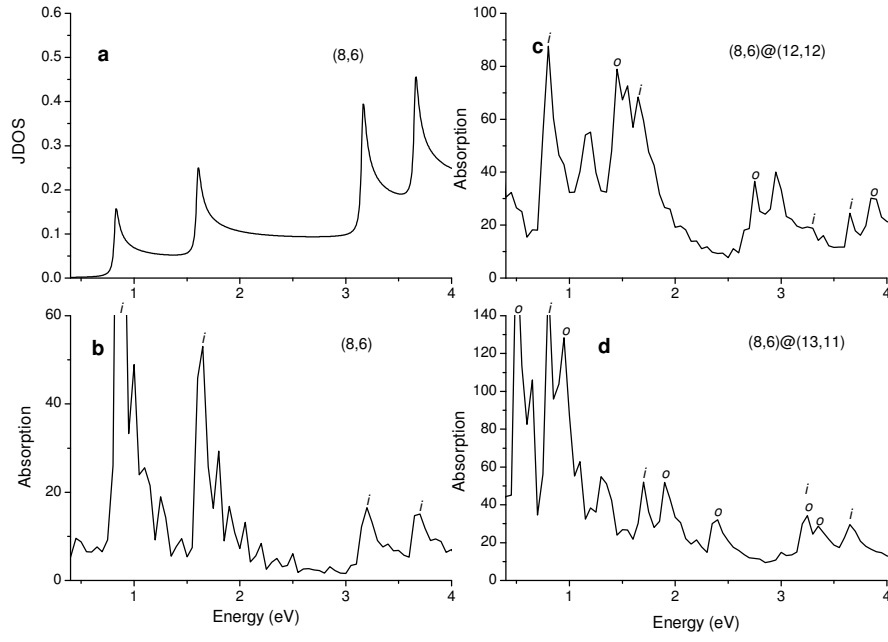 a
(8,6)
JDOS
0.6
0.5
0.4
0.3
0.2
0.1
0.0
1
2
3
4
c
(8,6)@(12,12)
Absorption
100
80
60
40
20
0
i
o
i
o
i
i
o
1
2
3
4
b
(8,6)
Absorption
60
40
20
0
i
i
i
i
1
2
3
4
Energy (eV)
d
(8,6)@(13,11)
Absorption
140
120
100
80
60
40
20
0
o
i
o
i
o
o
i
o
o
i
1
2
3
4
Energy (eV)